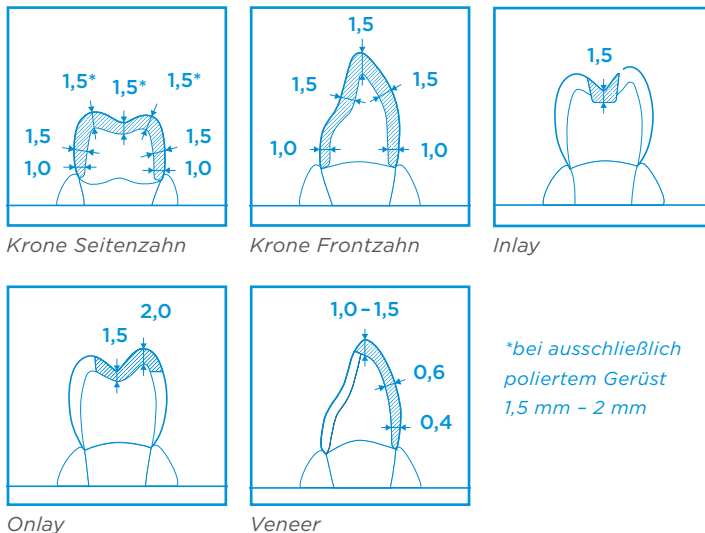 1,5* 1,5* 1,5*
1,5 1,5
1,0 1,0
Krone Seitenzahn
1,5
1,5 1,5
1,0 1,0
Krone Frontzahn
1,5
Inlay
2,0
1,5
Onlay
1,0 – 1,5
0,6
0,4
Veneer
*bei ausschließlich
poliertem Gerüst
1,5 mm – 2 mm